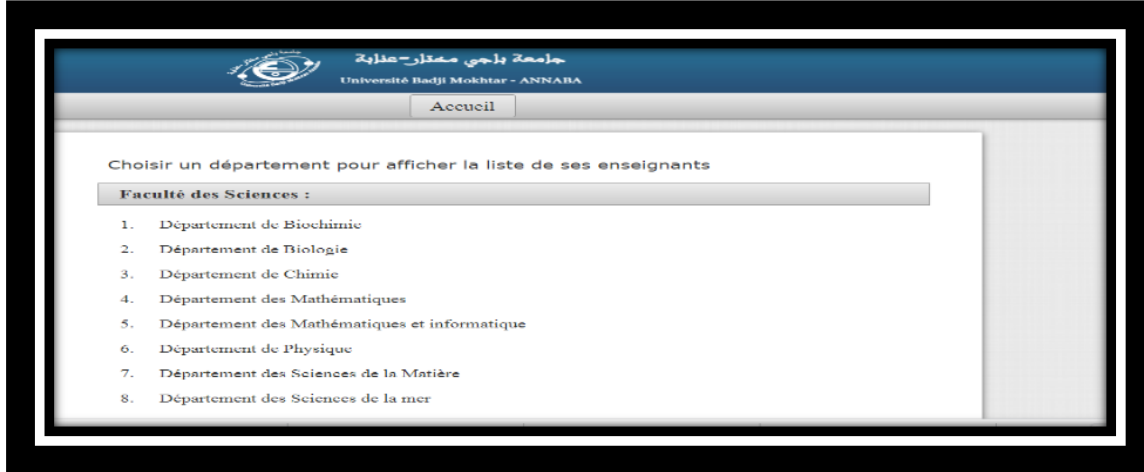 جامعة باجي مختار-عنابة
Université Badji Mokhtar - ANNABA
Accueil
Choisir un département pour afficher la liste de ses enseignants
Faculté des Sciences :
1. Département de Biochimie
2. Département de Biologie
3. Département de Chimie
4. Département des Mathématiques
5. Département des Mathématiques et informatique
6. Département de Physique
7. Département des Sciences de la Matière
8. Département des Sciences de la mer